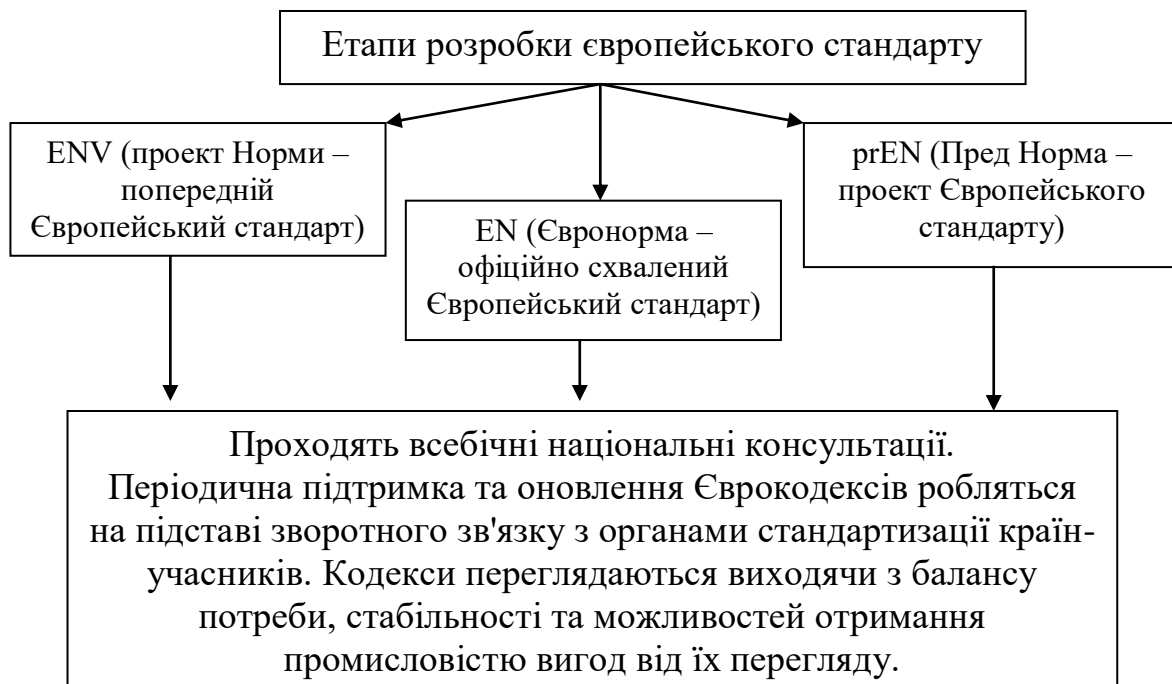 Етапи розробки європейського стандарту
ENV (проект Норми –
попередній
Європейський стандарт)
EN (Євронорма –
офіційно схвалений
Європейський стандарт)
prEN (Пред Норма –
проект Європейського
стандарту)
Проходять всебічні національні консультації.
Періодична підтримка та оновлення Єврокодексів робляться
на підставі зворотного зв'язку з органами стандартизації країн-
учасників. Кодекси переглядаються виходячи з балансу
потреби, стабільності та можливостей отримання
промисловістю вигод від їх перегляду.